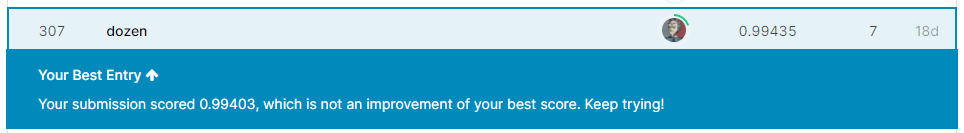 307 dozen 0.99435 7 18d
Your Best Entry
Your submission scored 0.99403, which is not an improvement of your best score. Keep trying!